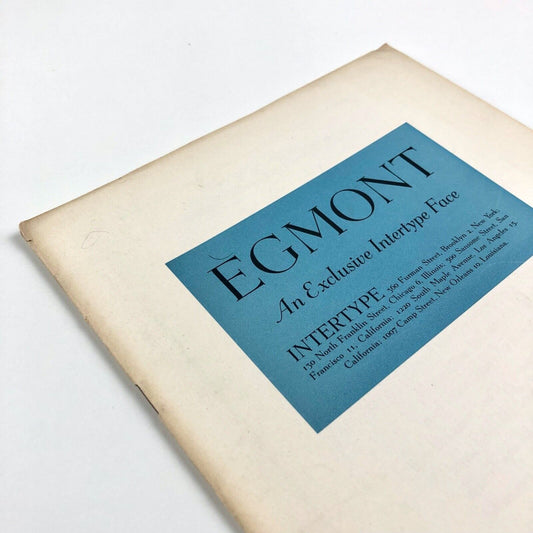 EGMONT
An Exclusive Intertype Face
INTERTYPE 360 Furman Street, Brooklyn 2, New York
130 North Franklin Street, Chicago 6, Illinois. 500 Sansome Street, San
Francisco 11, California. 1220 South Maple Avenue, Los Angeles 15,
California. 1007 Camp Street, New Orleans 10, Louisiana.